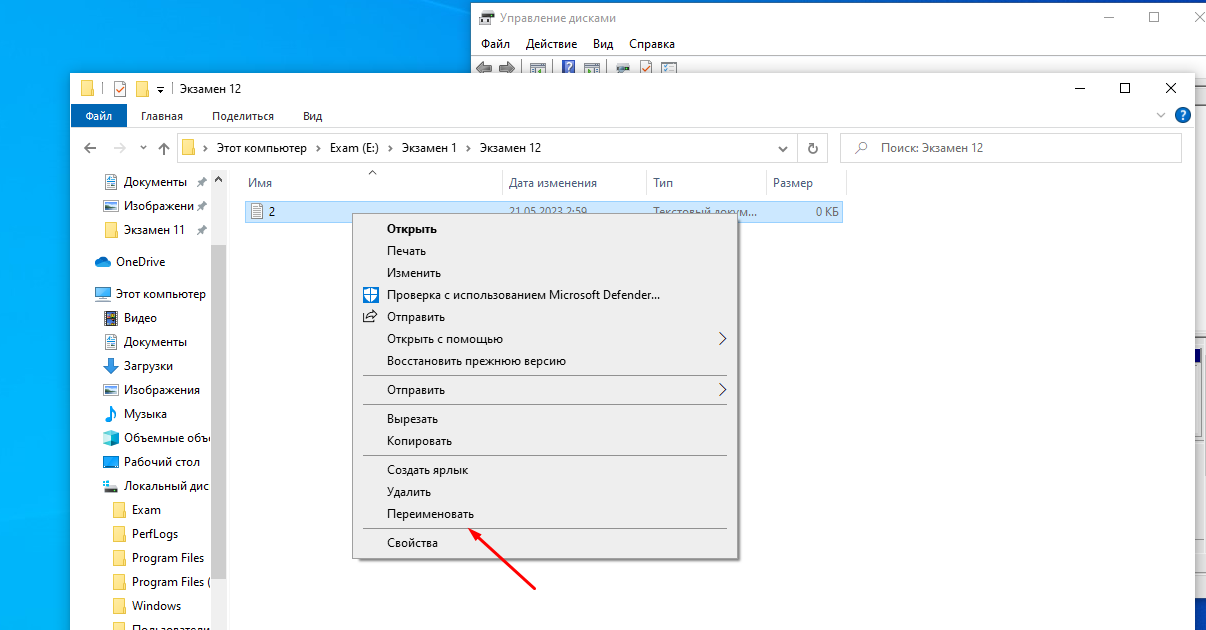 Управление дисками
Файл Действие Вид Справка
Экзамен 12
Файл Главная Поделиться Вид
Этот компьютер Exam (E:) Экзамен 1 Экзамен 12
Поиск: Экзамен 12
Имя Дата изменения Тип Размер
2 21.05.2023 2:59 Текстовый докум... 0 КБ
Документы
Изображени
Экзамен 11
OneDrive
Этот компьютер
Видео
Документы
Загрузки
Изображения
Музыка
Объемные объ
Рабочий стол
Локальный дис
Exam
PerfLogs
Program Files
Program Files (
Windows
Пользователи
Открыть
Печать
Изменить
Проверка с использованием Microsoft Defender...
Отправить
Открыть с помощью
Восстановить прежнюю версию
Отправить
Вырезать
Копировать
Создать ярлык
Удалить
Переименовать
Свойства